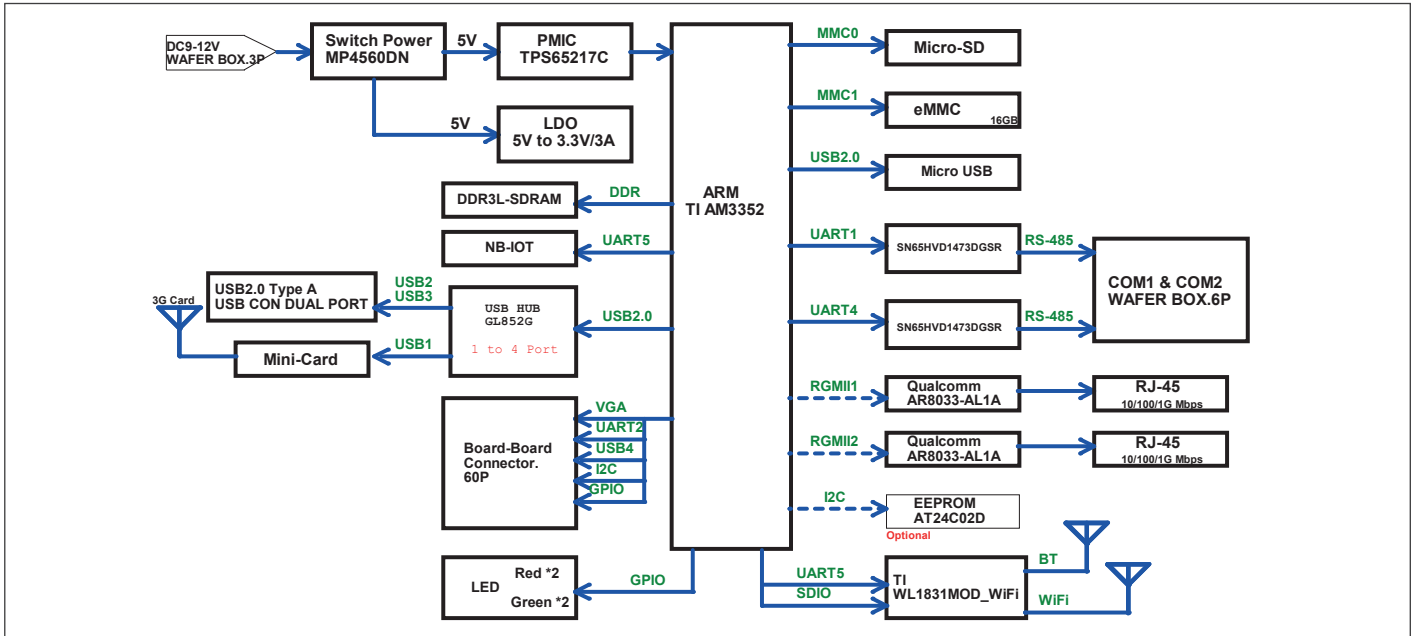 DC9-12V
WAFER BOX.3P
Switch Power
MP4560DN
5V
PMIC
TPS65217C
5V
LDO
5V to 3.3V/3A
ARM
TI AM3352
MMC0
Micro-SD
MMC1
eMMC
16GB
USB2.0
Micro USB
DDR3L-SDRAM
DDR
NB-IOT
UART5
UART1
SN65HVD1473DGSR
RS-485
COM1 & COM2
WAFER BOX.6P
UART4
SN65HVD1473DGSR
RS-485
3G Card
USB2.0 Type A
USB CON DUAL PORT
USB2
USB3
USB HUB
GL852G
1 to 4 Port
USB2.0
Mini-Card
USB1
RGMII1
Qualcomm
AR8033-AL1A
RJ-45
10/100/1G Mbps
RGMII2
Qualcomm
AR8033-AL1A
RJ-45
10/100/1G Mbps
Board-Board
Connector.
60P
VGA
UART2
USB4
I2C
GPIO
I2C
EEPROM
AT24C02D
Optional
LED
Red *2
Green *2
GPIO
UART5
SDIO
TI
WL1831MOD_WiFi
BT
WiFi